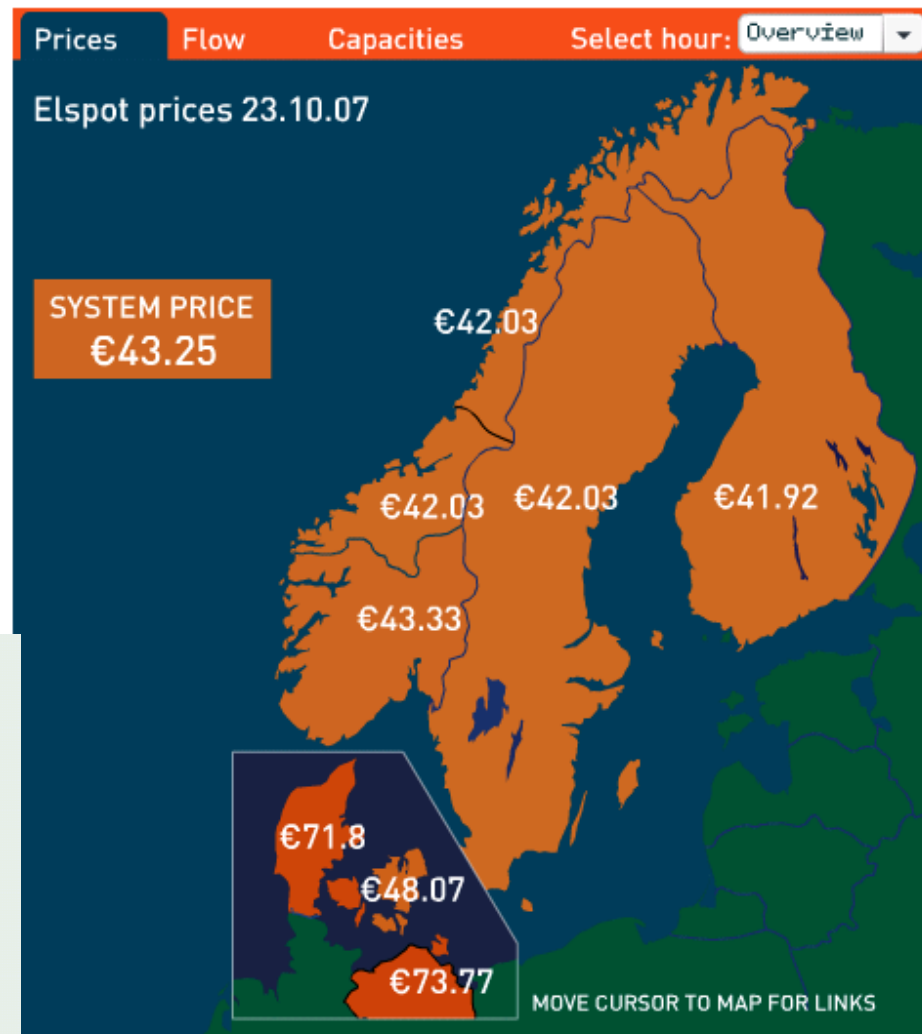 Prices Flow Capacities Select hour: Overview
Elspot prices 23.10.07
SYSTEM PRICE
€43.25
€42.03
€42.03 €42.03 €41.92
€43.33
€71.8
€48.07
€73.77
MOVE CURSOR TO MAP FOR LINKS